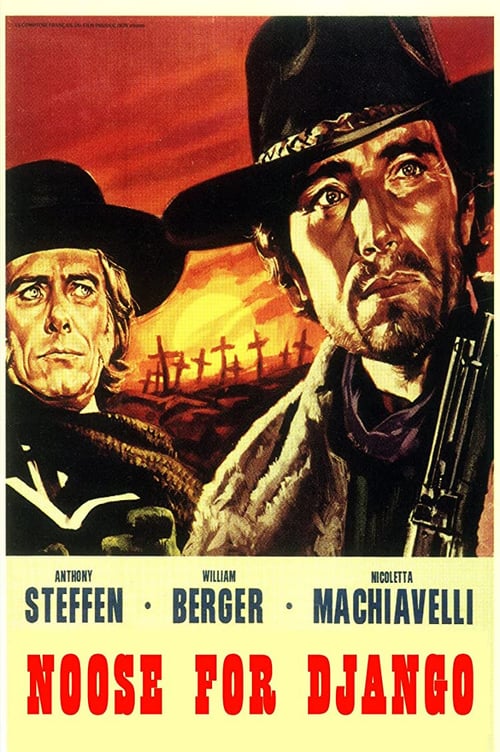 ANTHONY WILLIAM NICOLETTA
STEFFEN · BERGER · MACHIAVELLI
NOOSE FOR DJANGO